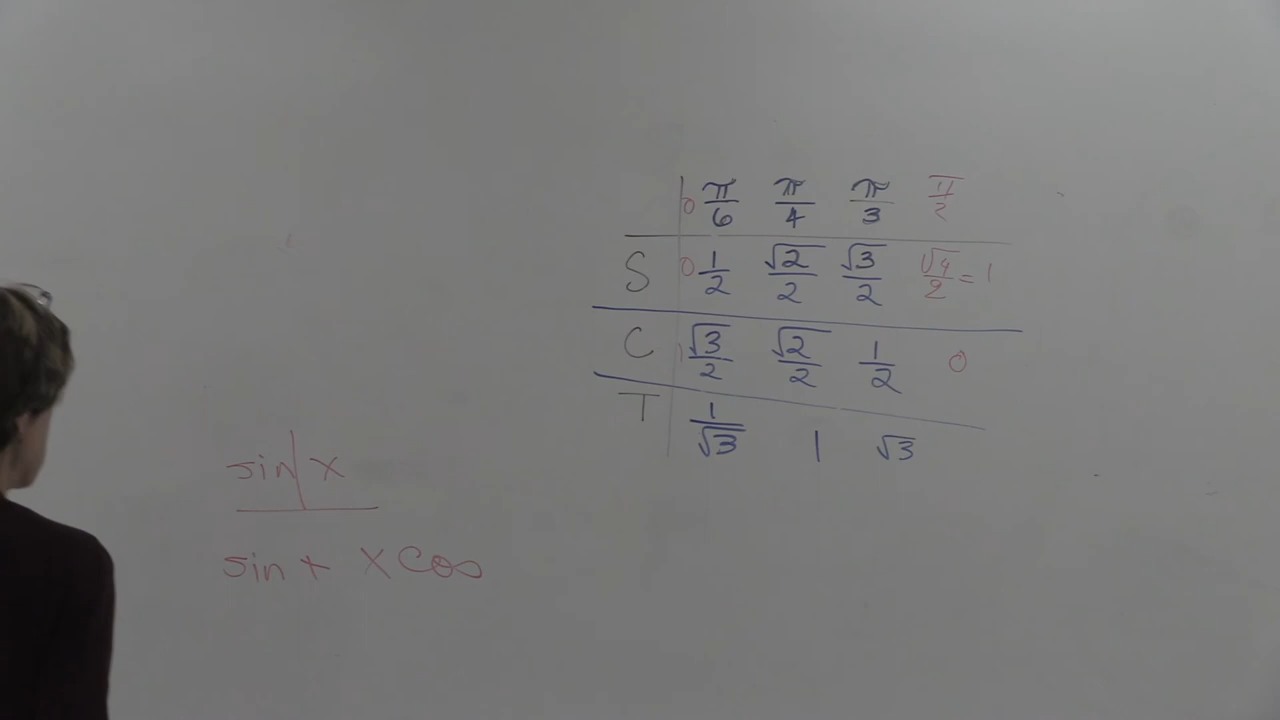 0 π/6 π/4 π/3 π/2
S 0 1/2 √2/2 √3/2 √4/2 = 1
C 1 √3/2 √2/2 1/2 0
T 1/√3 1 √3
sin | x
sin + x cos